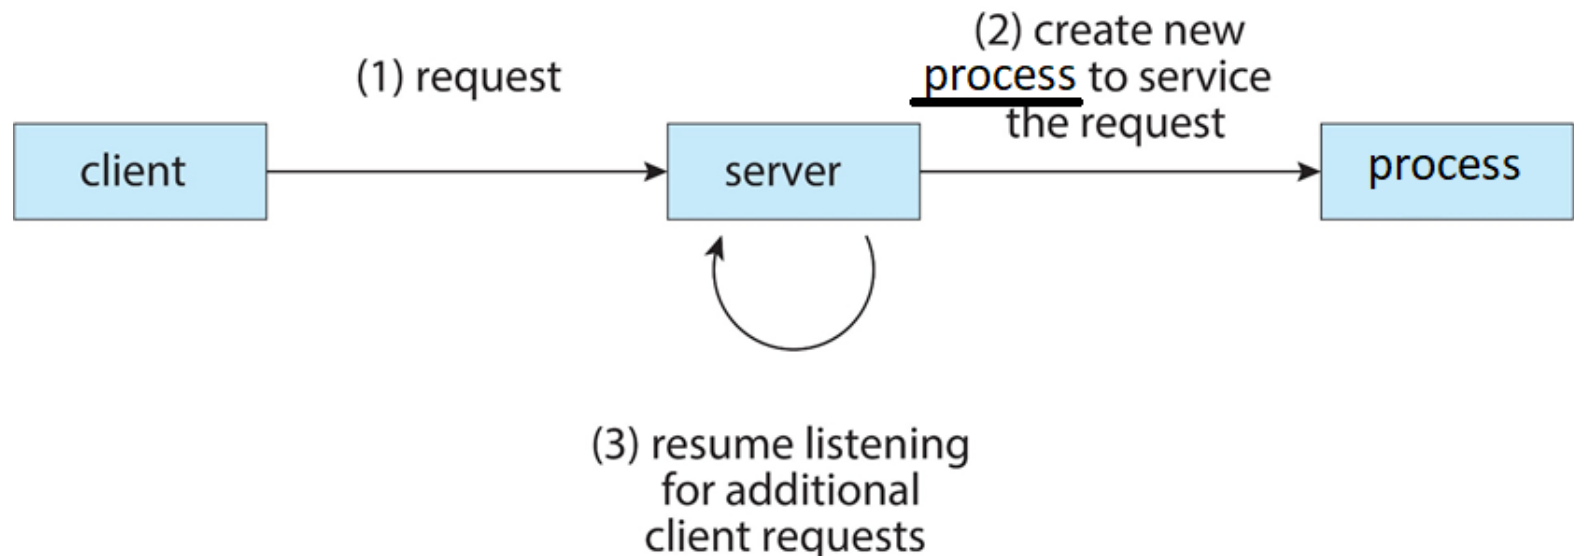 (1) request
(2) create new
process to service
the request
client
server
process
(3) resume listening
for additional
client requests